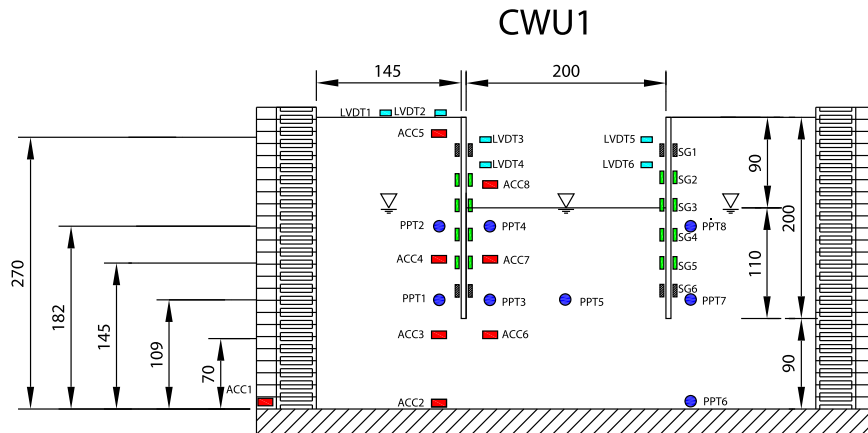 CWU1
145
200
LVDT1
LVDT2
ACC5
LVDT3
LVDT5
SG1
LVDT4
LVDT6
90
ACC8
SG2
SG3
200
PPT2
PPT4
PPT8
SG4
270
ACC4
ACC7
SG5
110
182
PPT1
PPT3
PPT5
SG6
PPT7
145
ACC3
ACC6
109
70
90
ACC1
ACC2
PPT6